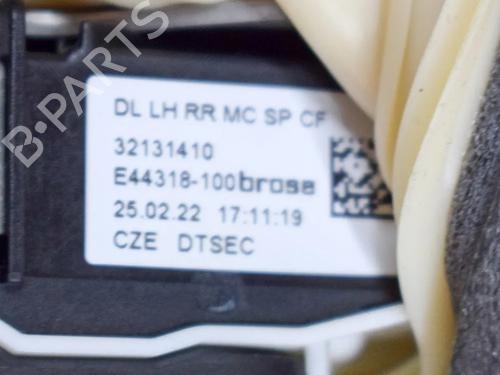 B-PARTS
DL LH RR MC SP CF
32131410
E44318-100brose
25.02.22 17:11:19
CZE DTSEC